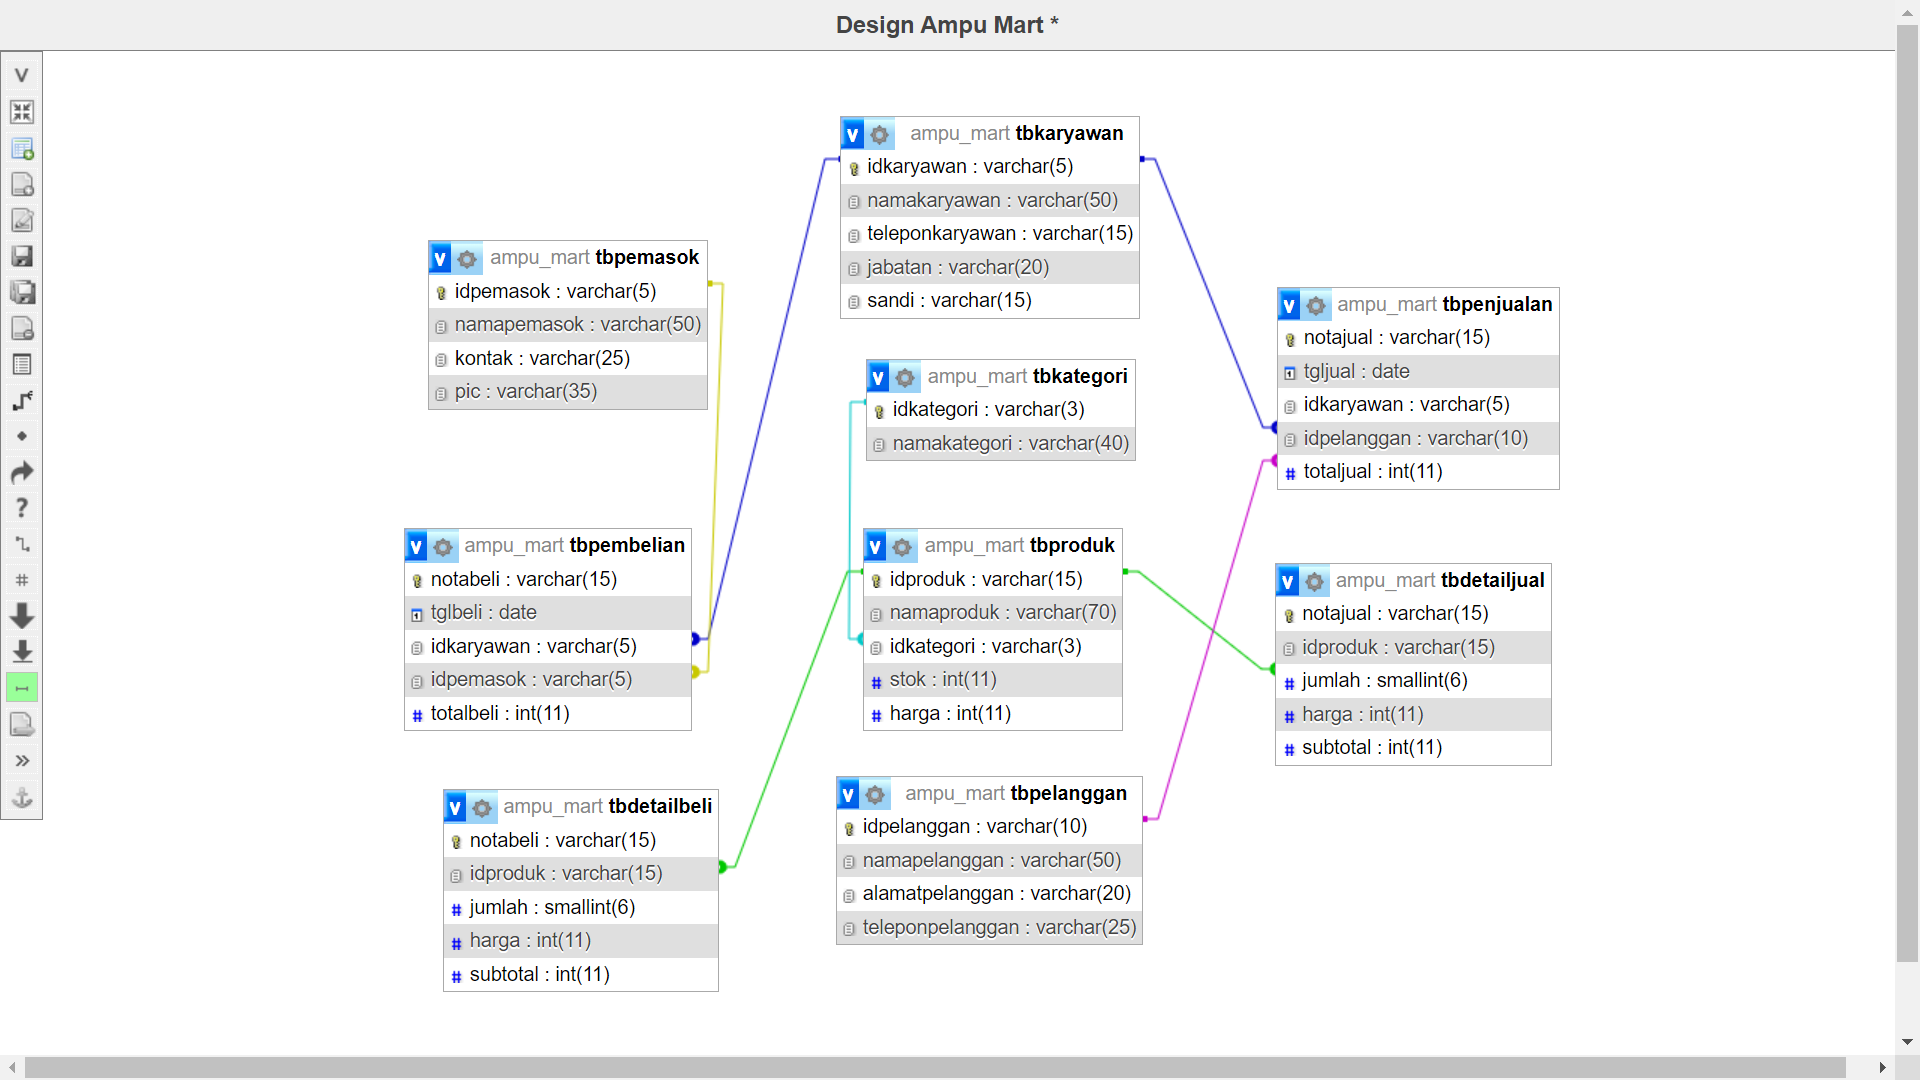 Design Ampu Mart *
V
v ampu_mart tbkaryawan
idkaryawan : varchar(5)
namakaryawan : varchar(50)
teleponkaryawan : varchar(15)
jabatan : varchar(20)
sandi : varchar(15)
v ampu_mart tbpemasok
idpemasok : varchar(5)
namapemasok : varchar(50)
kontak : varchar(25)
pic : varchar(35)
v ampu_mart tbpenjualan
notajual : varchar(15)
tgljual : date
idkaryawan : varchar(5)
idpelanggan : varchar(10)
# totaljual : int(11)
v ampu_mart tbkategori
idkategori : varchar(3)
namakategori : varchar(40)
v ampu_mart tbpembelian
notabeli : varchar(15)
tglbeli : date
idkaryawan : varchar(5)
idpemasok : varchar(5)
# totalbeli : int(11)
v ampu_mart tbproduk
idproduk : varchar(15)
namaproduk : varchar(70)
idkategori : varchar(3)
# stok : int(11)
# harga : int(11)
v ampu_mart tbdetailjual
notajual : varchar(15)
idproduk : varchar(15)
# jumlah : smallint(6)
# harga : int(11)
# subtotal : int(11)
v ampu_mart tbdetailbeli
notabeli : varchar(15)
idproduk : varchar(15)
# jumlah : smallint(6)
# harga : int(11)
# subtotal : int(11)
v ampu_mart tbpelanggan
idpelanggan : varchar(10)
namapelanggan : varchar(50)
alamatpelanggan : varchar(20)
teleponpelanggan : varchar(25)
?
#